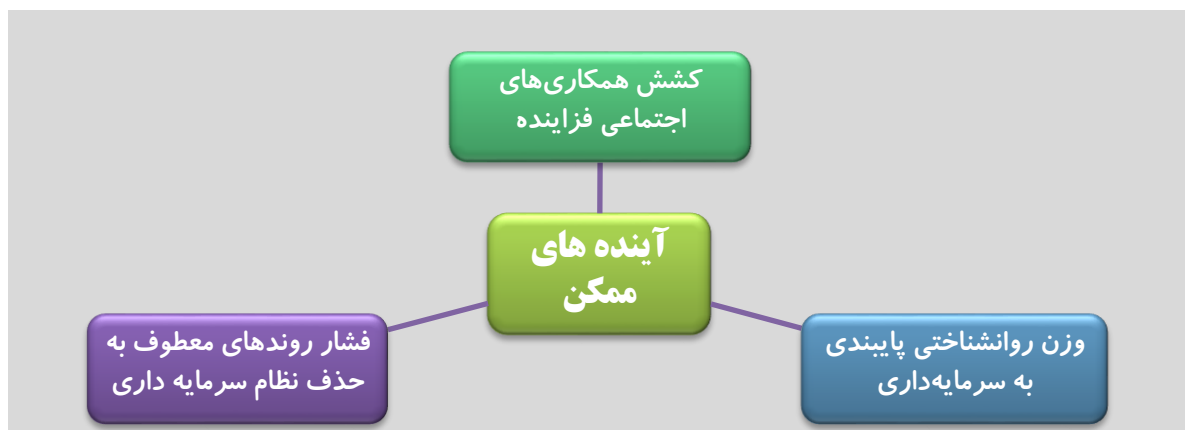 کشش همکاری‌های
اجتماعی فزاینده
آینده های
ممکن
وزن روانشناختی پایبندی
به سرمایه‌داری
فشار روندهای معطوف به
حذف نظام سرمایه داری